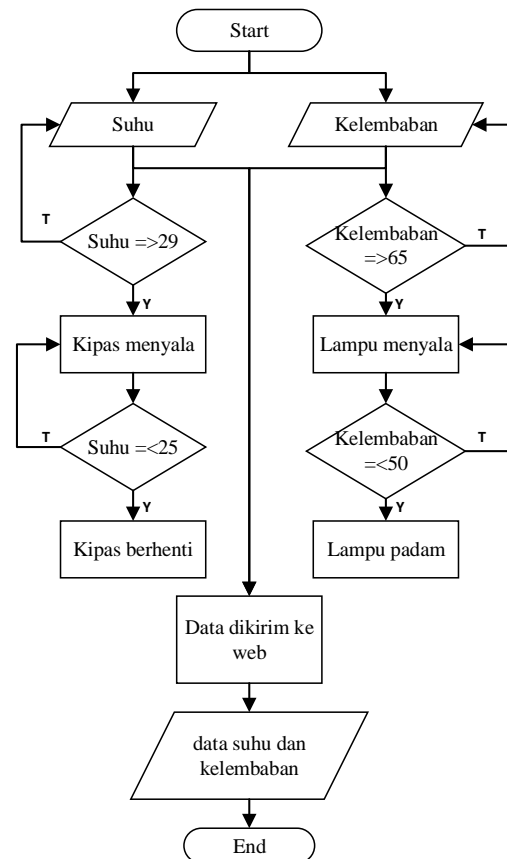 Start
Suhu
Kelembaban
T
Suhu =>29
Kelembaban
=>65
T
Y
Y
Kipas menyala
Lampu menyala
T
Suhu =<25
Kelembaban
=<50
T
Y
Y
Kipas berhenti
Lampu padam
Data dikirim ke
web
data suhu dan
kelembaban
End